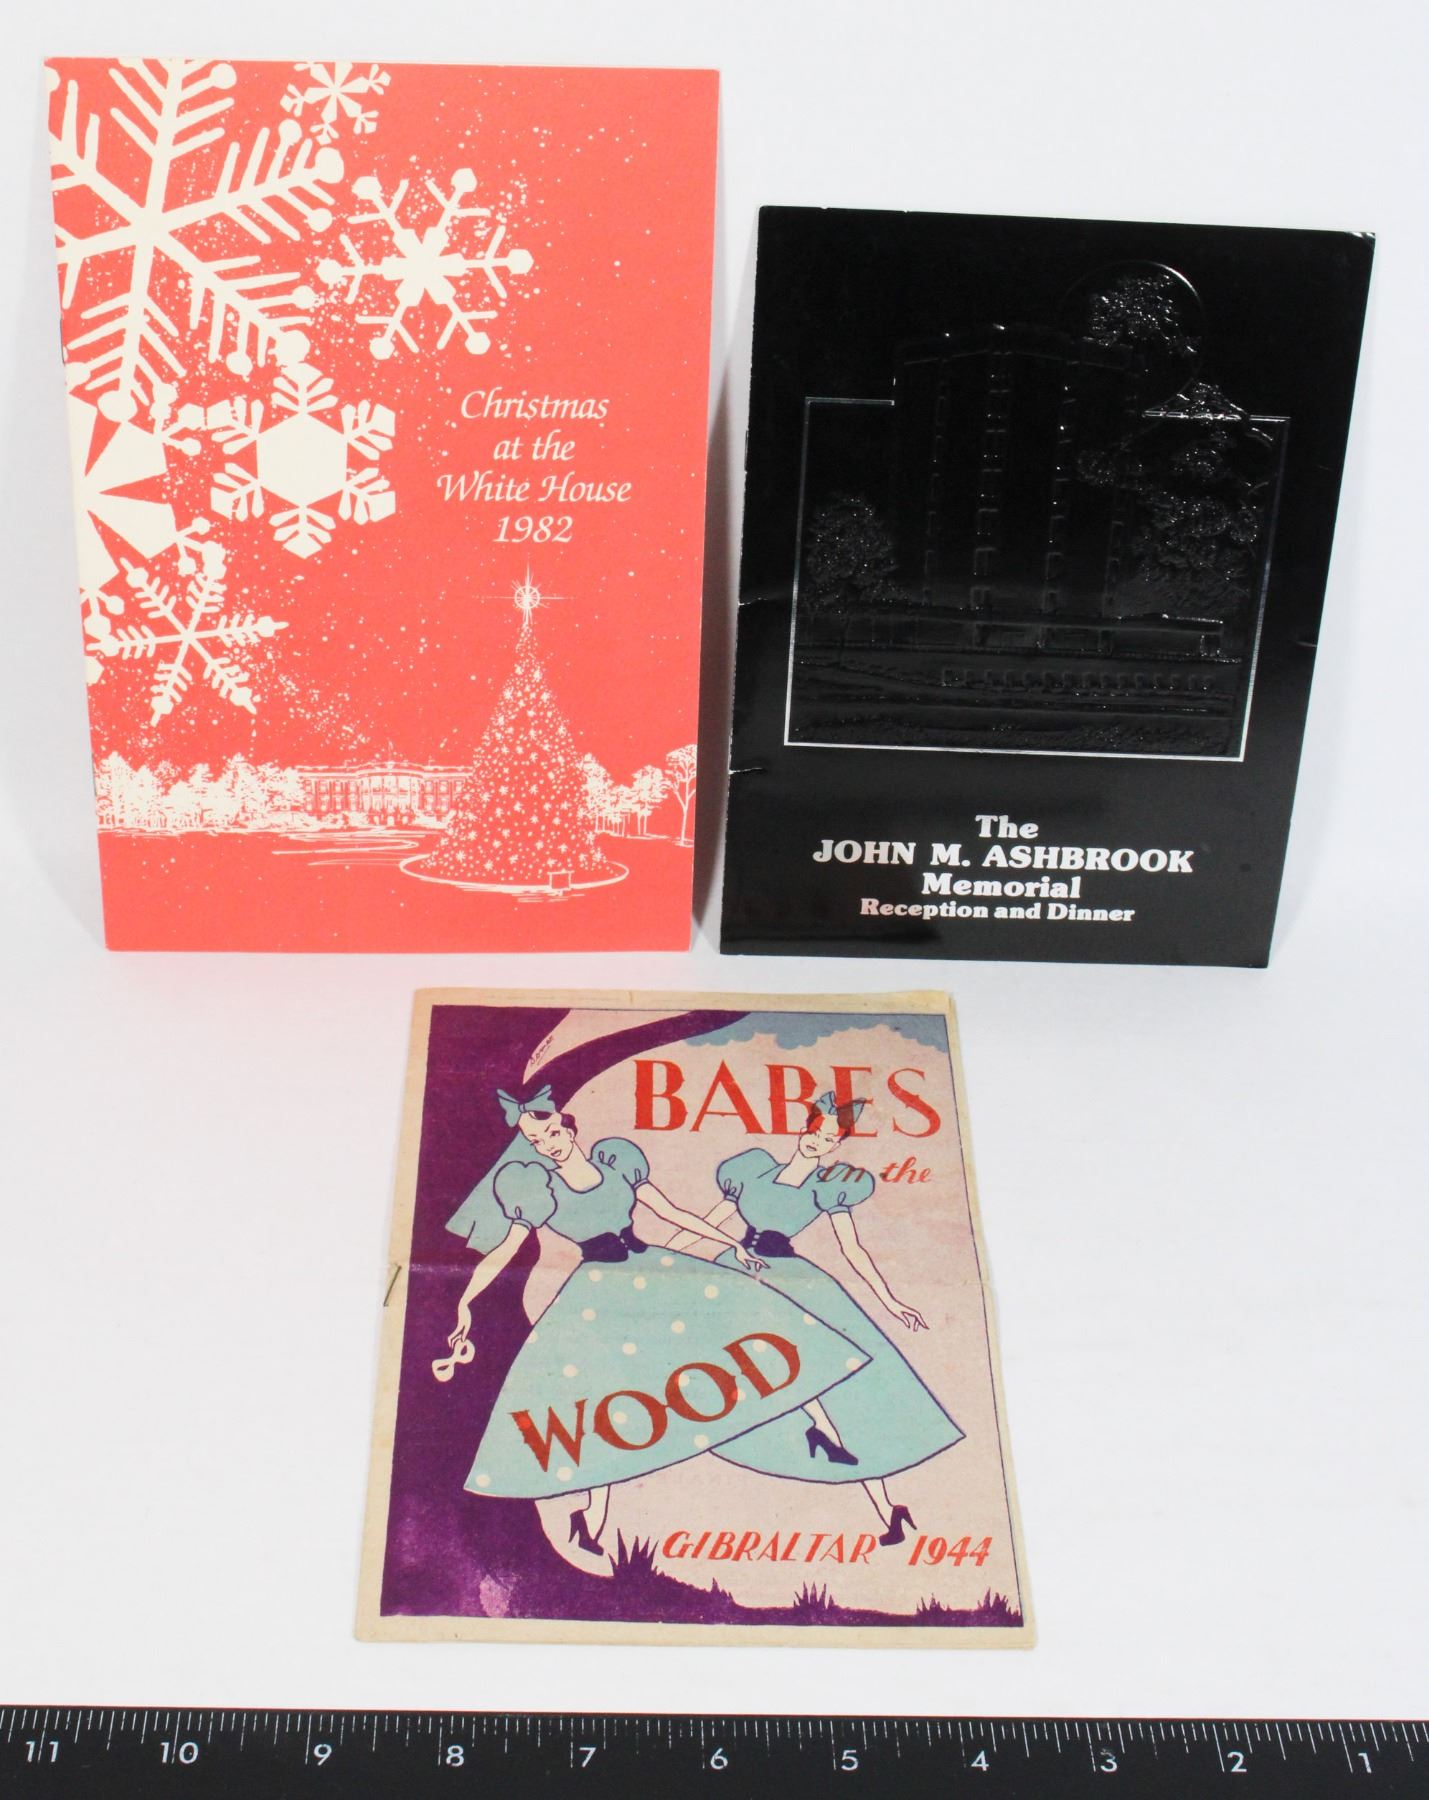 Christmas
at the
White House
1982
The
JOHN M. ASHBROOK
Memorial
Reception and Dinner
BABES
in the
WOOD
GIBRALTAR 1944
11 10 9 8 7 6 5 4 3 2 1